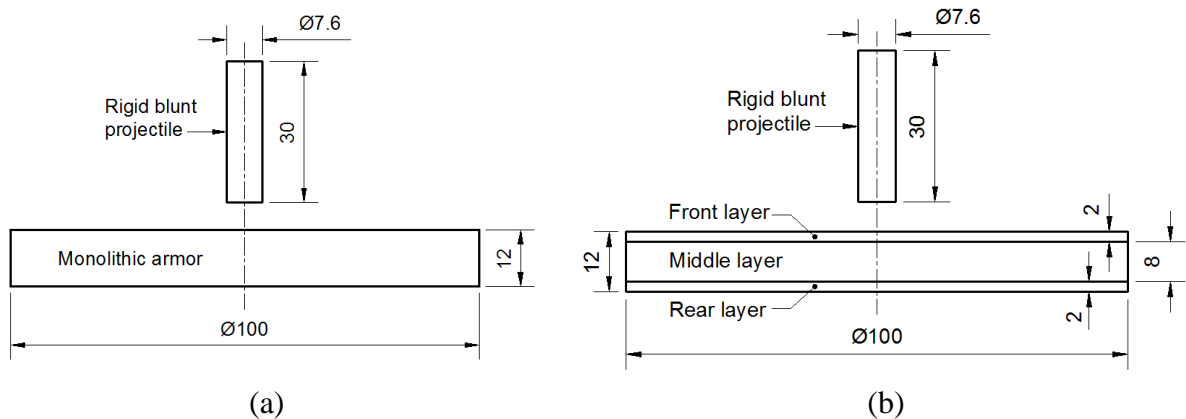 Ø7.6
Rigid blunt
projectile
30
Monolithic armor
12
Ø100
(a)
Ø7.6
Rigid blunt
projectile
30
Front layer
2
12
Middle layer
8
Rear layer
2
Ø100
(b)